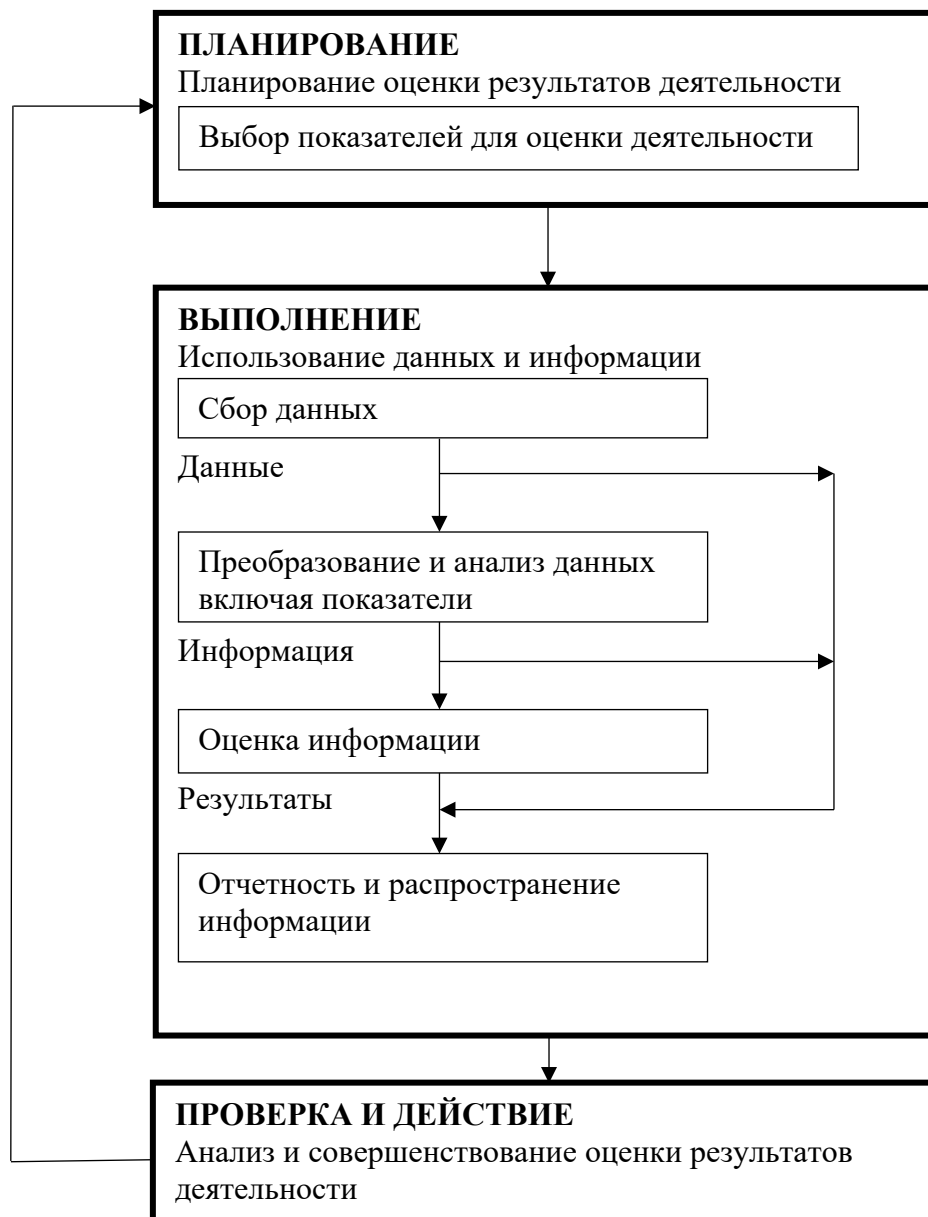 ПЛАНИРОВАНИЕ
Планирование оценки результатов деятельности
Выбор показателей для оценки деятельности
ВЫПОЛНЕНИЕ
Использование данных и информации
Сбор данных
Данные
Преобразование и анализ данных
включая показатели
Информация
Оценка информации
Результаты
Отчетность и распространение
информации
ПРОВЕРКА И ДЕЙСТВИЕ
Анализ и совершенствование оценки результатов
деятельности